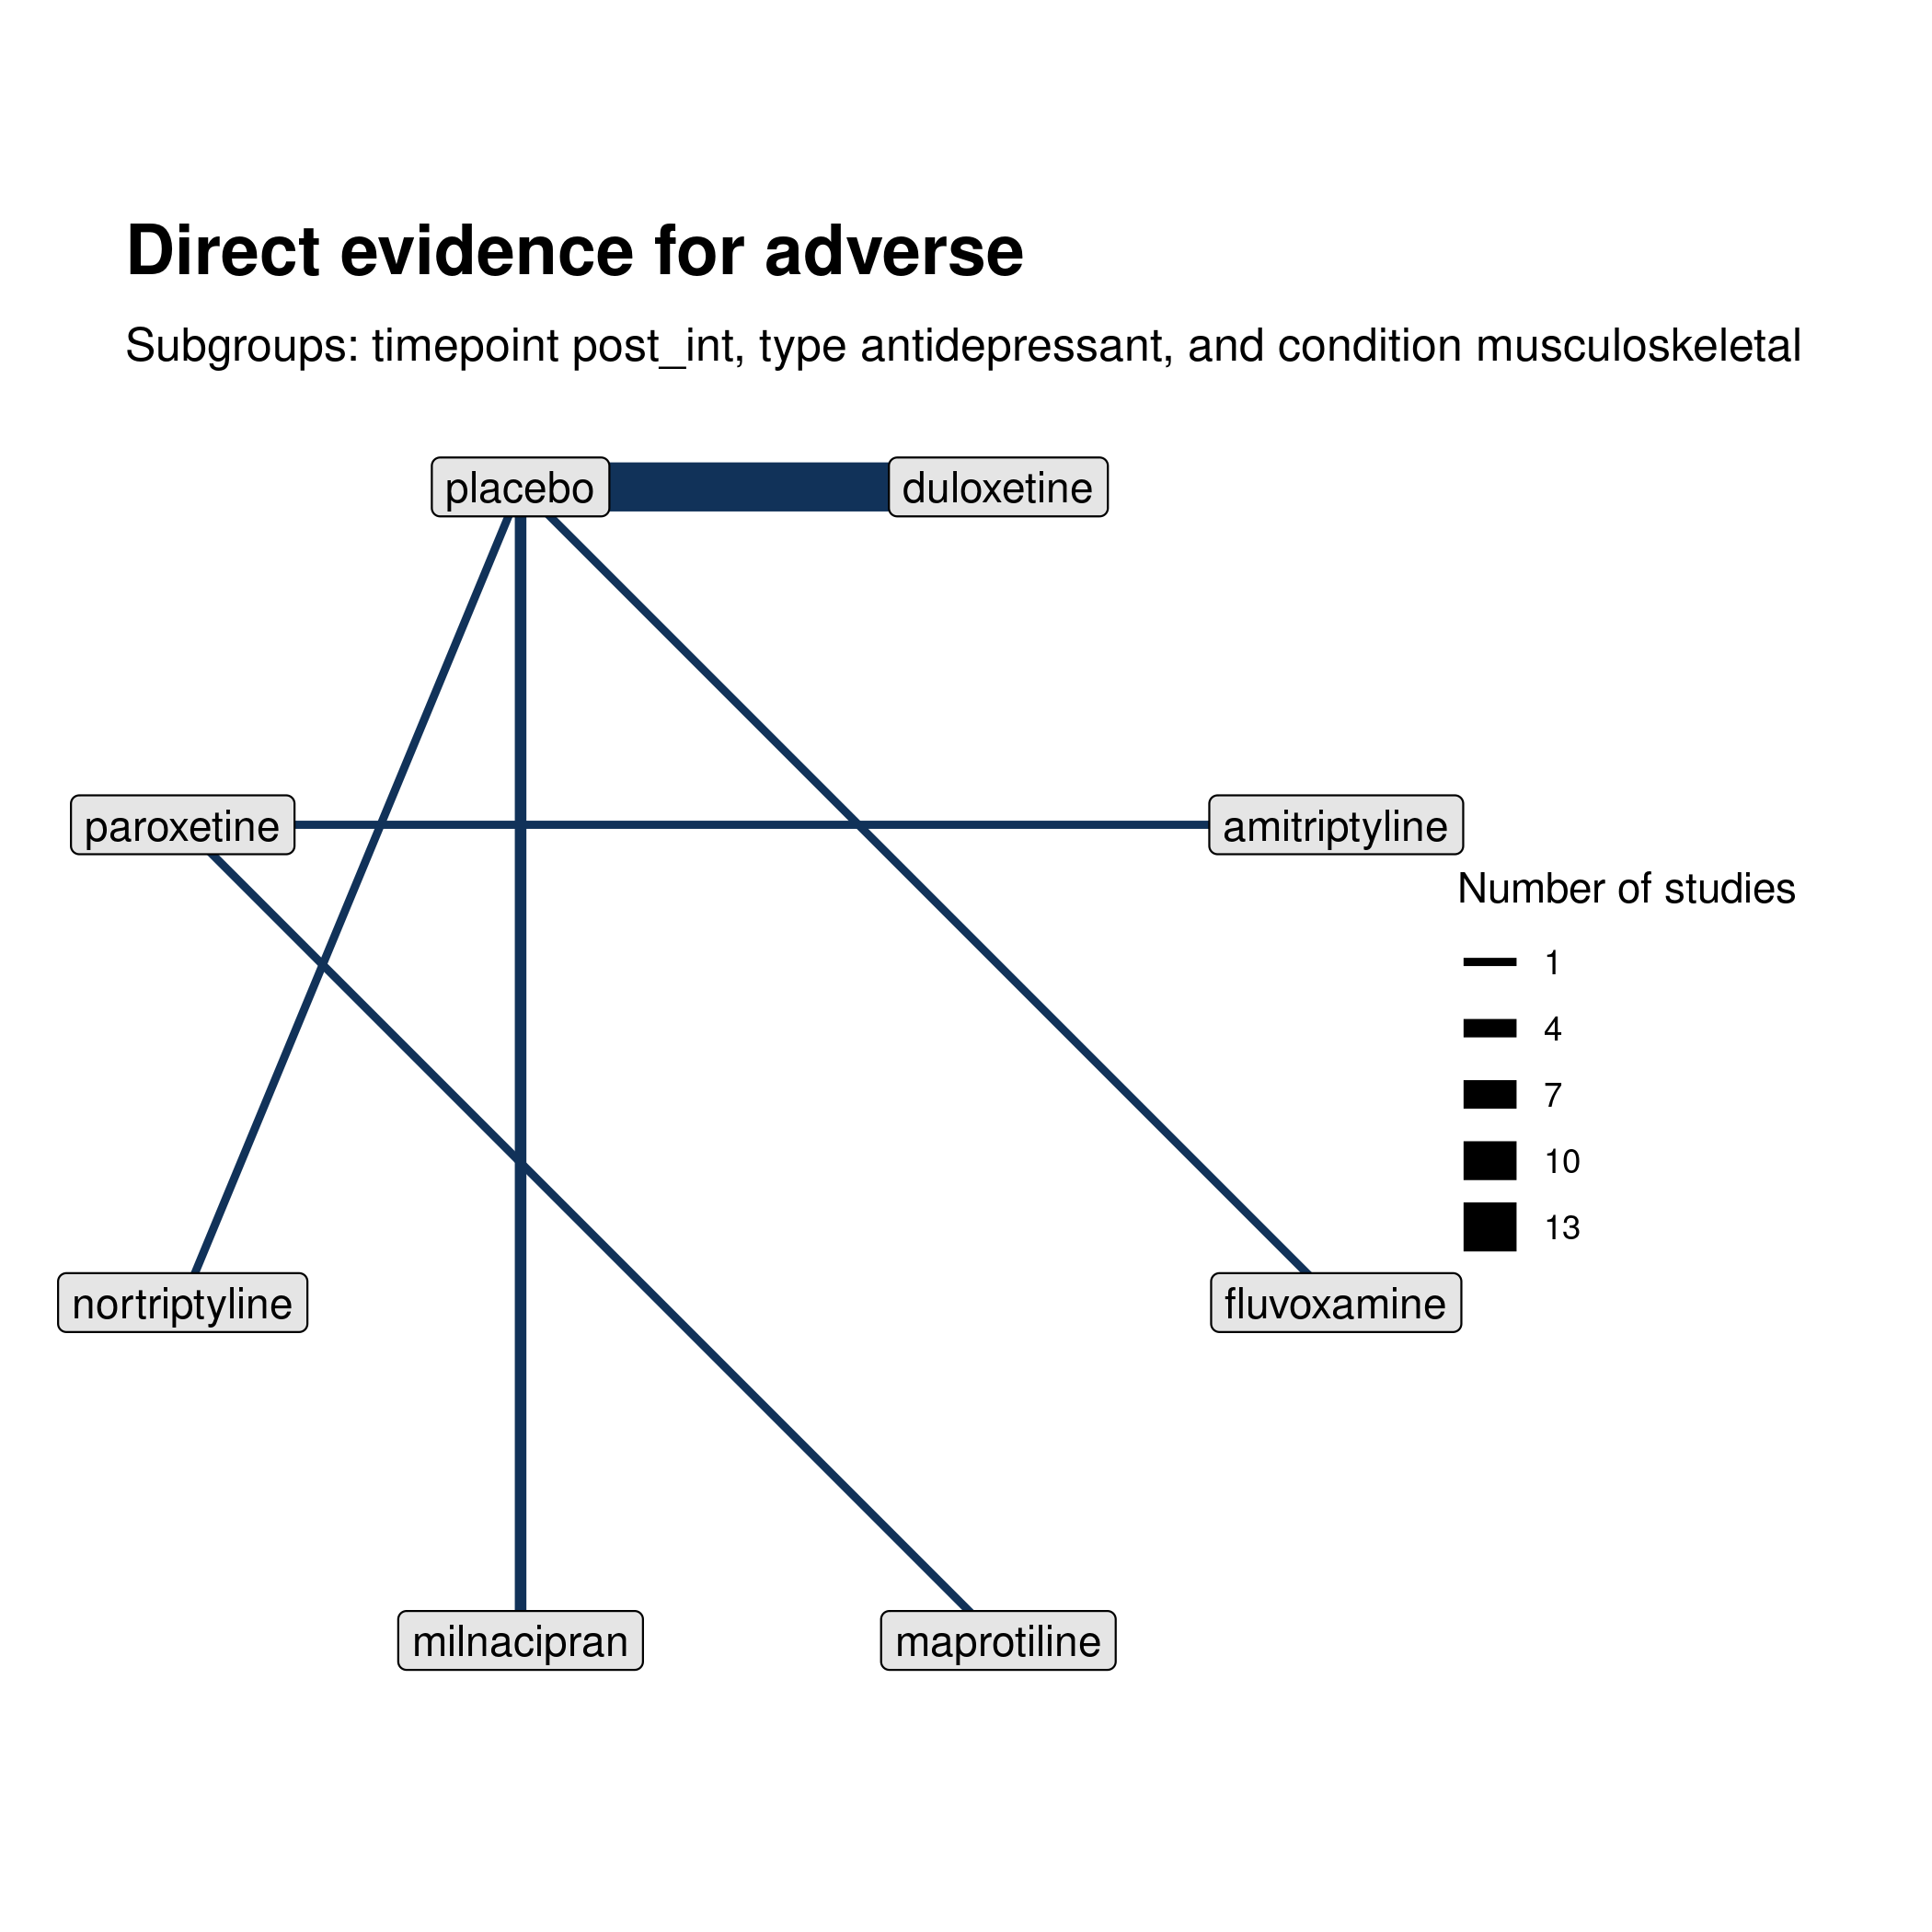 Direct evidence for adverse
Subgroups: timepoint post_int, type antidepressant, and condition musculoskeletal
placebo
duloxetine
paroxetine
amitriptyline
Number of studies
1
4
7
10
13
nortriptyline
fluvoxamine
milnacipran
maprotiline